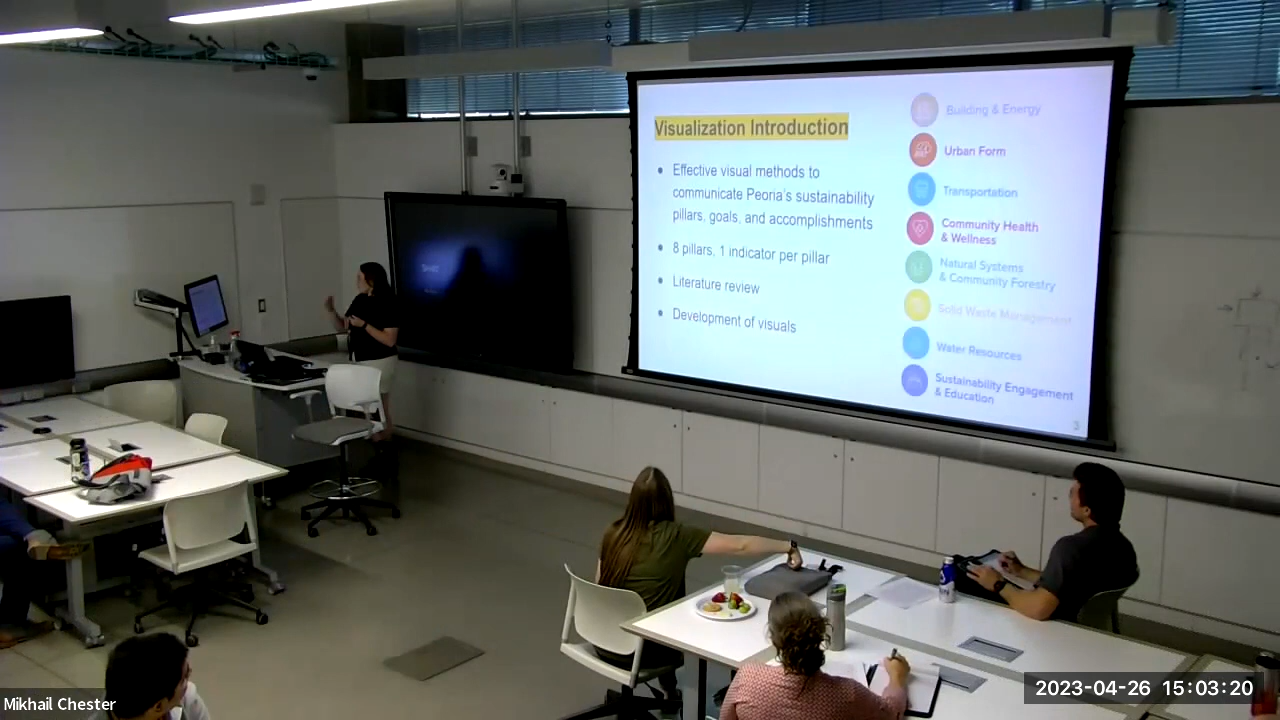 Visualization Introduction
• Effective visual methods to
communicate Peoria's sustainability
pillars, goals, and accomplishments
• 8 pillars, 1 indicator per pillar
• Literature review
• Development of visuals
Building & Energy
Urban Form
Transportation
Community Health
& Wellness
Natural Systems
& Community Forestry
Solid Waste Management
Water Resources
Sustainability Engagement
& Education
3
Mikhail Chester
2023-04-26 15:03:20